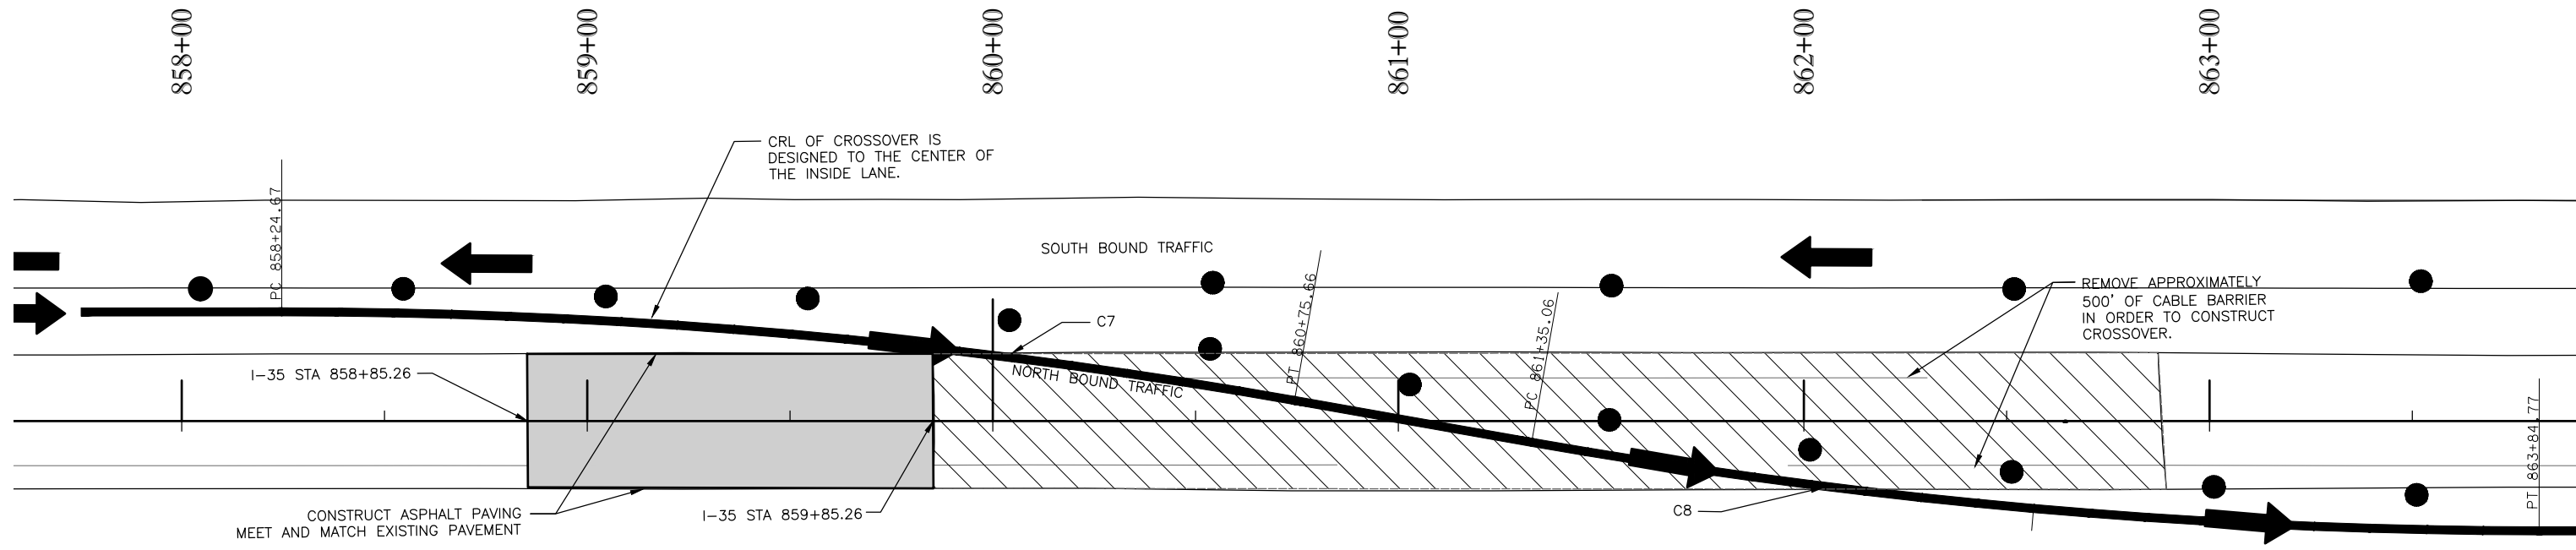 858+00
859+00
860+00
861+00
862+00
863+00
CRL OF CROSSOVER IS
DESIGNED TO THE CENTER OF
THE INSIDE LANE.
PC 858+24.67
SOUTH BOUND TRAFFIC
PT 860+75.66
PC 861+35.06
REMOVE APPROXIMATELY
500' OF CABLE BARRIER
IN ORDER TO CONSTRUCT
CROSSOVER.
C7
I-35 STA 858+85.26
NORTH BOUND TRAFFIC
PT 863+84.77
CONSTRUCT ASPHALT PAVING
MEET AND MATCH EXISTING PAVEMENT
I-35 STA 859+85.26
C8